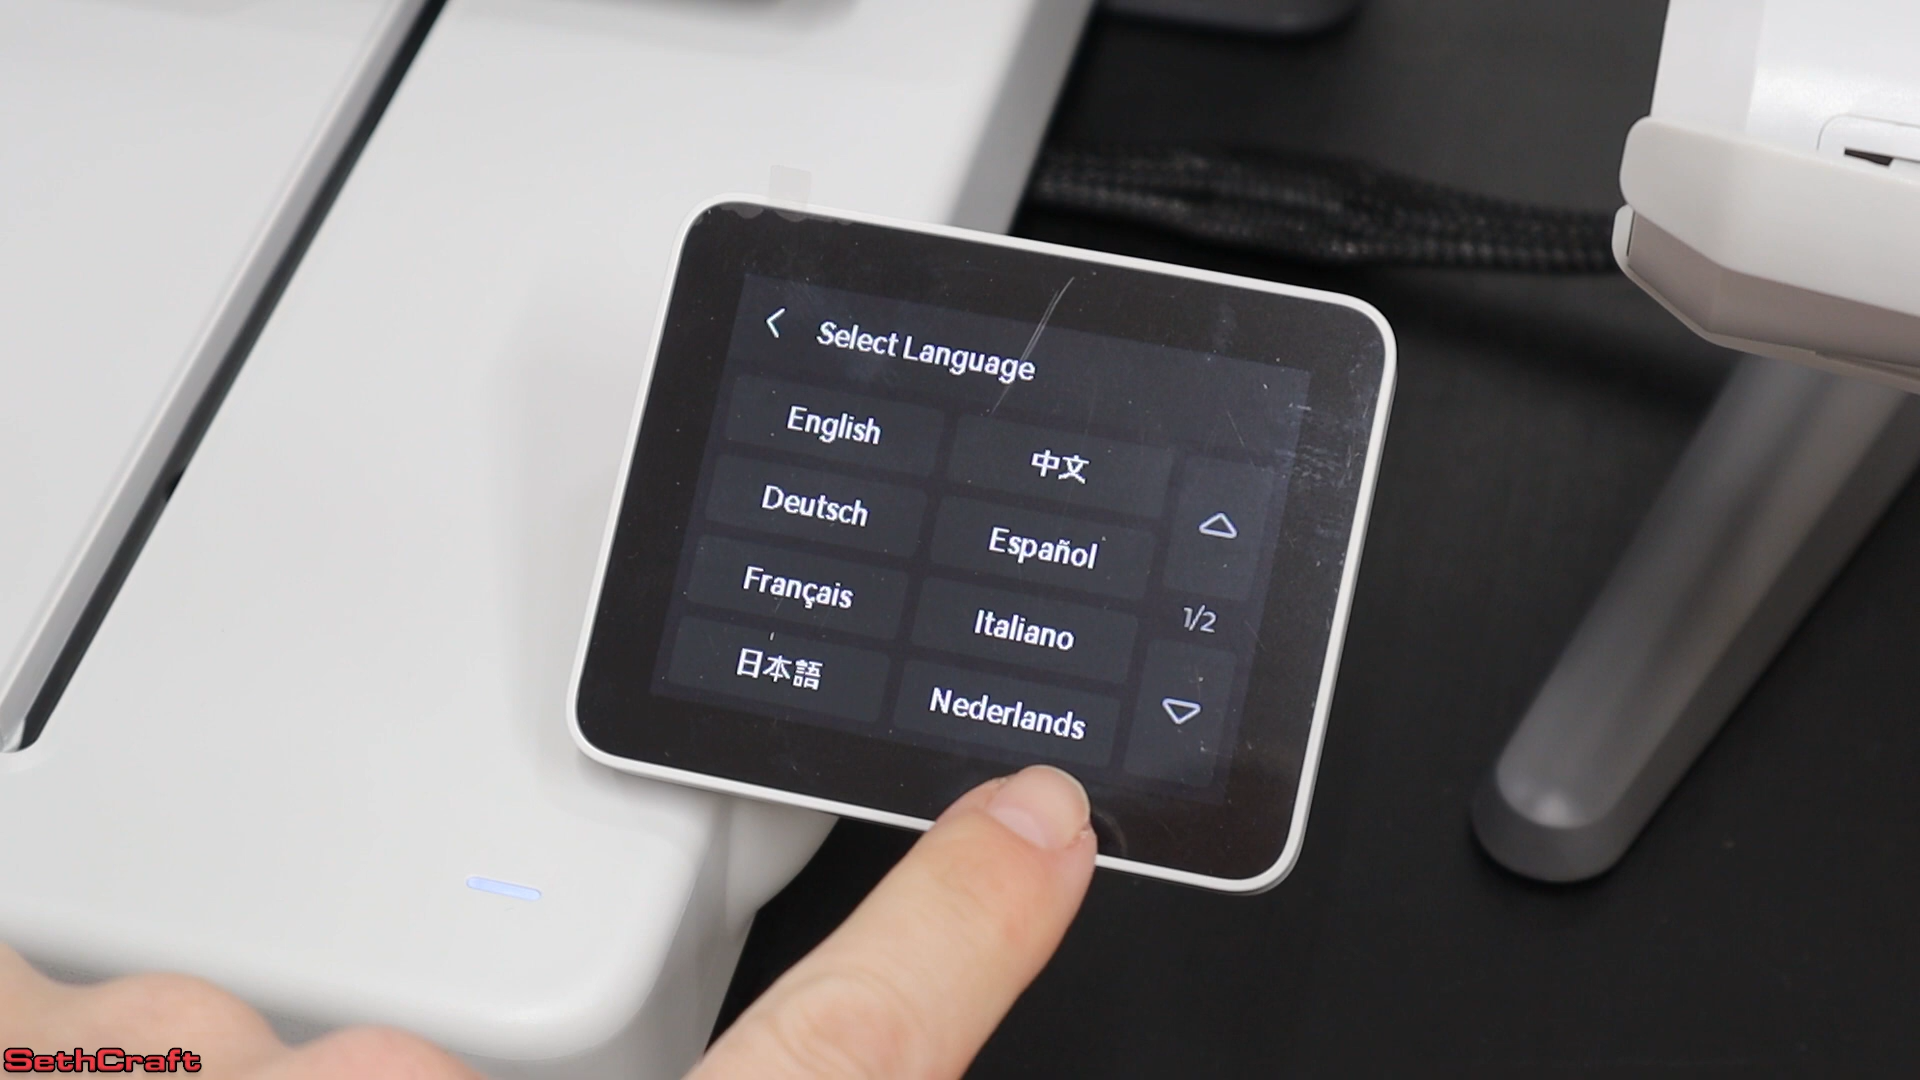 Select Language
English
中文
Deutsch
Español
Français
Italiano
日本語
Nederlands
1/2
SethCraft